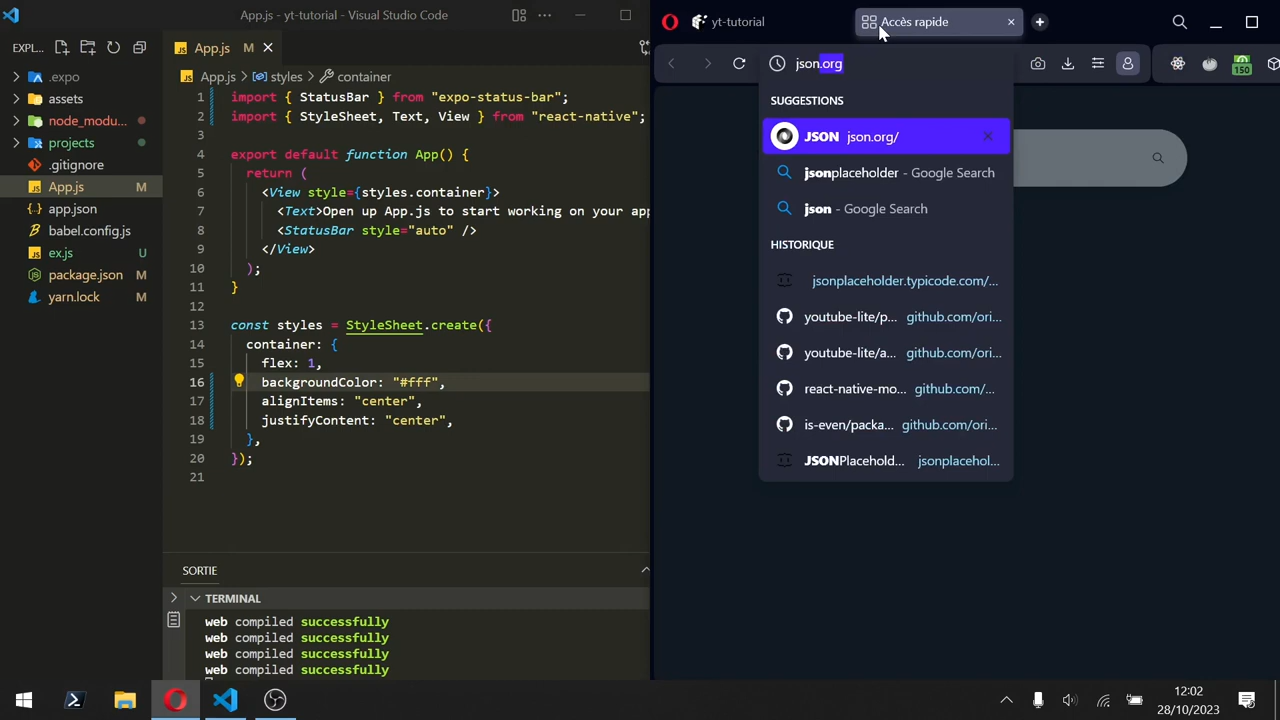 App.js - yt-tutorial - Visual Studio Code
EXPL...
.expo
assets
node_modu...
projects
.gitignore
App.js M
app.json
babel.config.js
ex.js U
package.json M
yarn.lock M
App.js M
App.js > styles > container
1 import { StatusBar } from "expo-status-bar";
2 import { StyleSheet, Text, View } from "react-native";
3
4 export default function App() {
5 return (
6 <View style={styles.container}>
7 <Text>Open up App.js to start working on your app
8 <StatusBar style="auto" />
9 </View>
10 );
11 }
12
13 const styles = StyleSheet.create({
14 container: {
15 flex: 1,
16 backgroundColor: "#fff",
17 alignItems: "center",
18 justifyContent: "center",
19 },
20 });
21
SORTIE
TERMINAL
web compiled successfully
web compiled successfully
web compiled successfully
web compiled successfully
yt-tutorial
Accès rapide
json.org
150
SUGGESTIONS
JSON json.org/
jsonplaceholder - Google Search
json - Google Search
HISTORIQUE
jsonplaceholder.typicode.com/...
youtube-lite/p... github.com/ori...
youtube-lite/a... github.com/ori...
react-native-mo... github.com/...
is-even/packa... github.com/ori...
JSONPlacehold... jsonplacehol...
12:02
28/10/2023